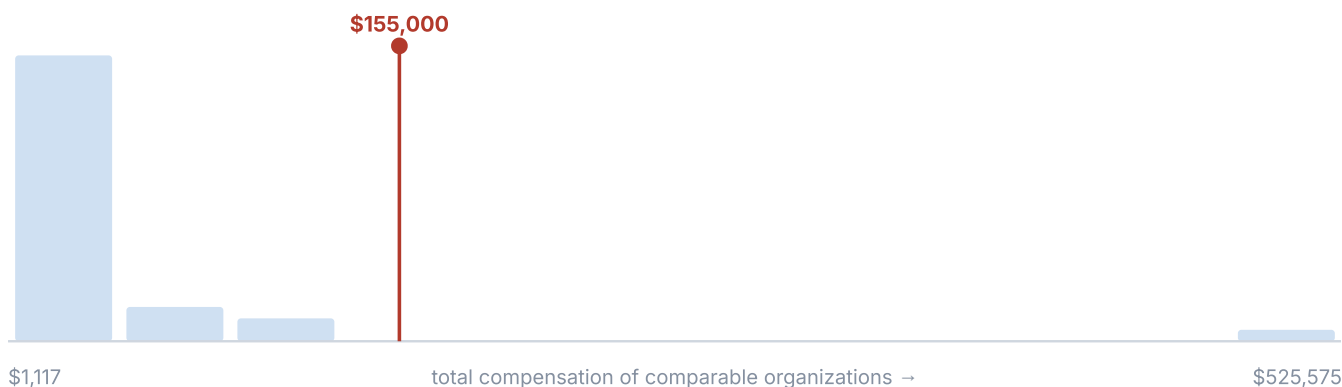 $155,000
$1,117
total compensation of comparable organizations →
$525,575